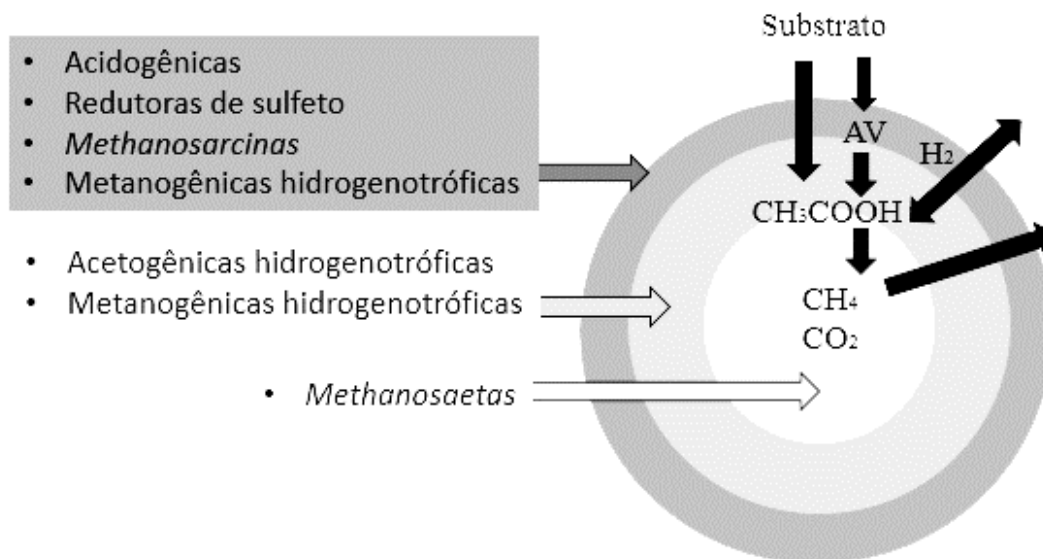 • Acidogênicas
• Redutoras de sulfeto
• Methanosarcinas
• Metanogênicas hidrogenotróficas
• Acetogênicas hidrogenotróficas
• Metanogênicas hidrogenotróficas
• Methanosaetas
Substrato
AV
H₂
CH₃COOH
CH₄
CO₂